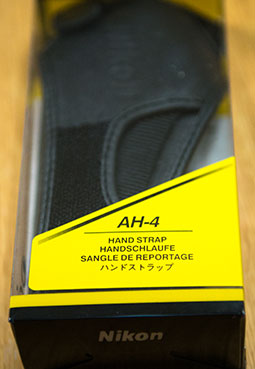 AH-4
HAND STRAP
HANDSCHLAUFE
SANGLE DE REPORTAGE
ハンドストラップ
Nikon